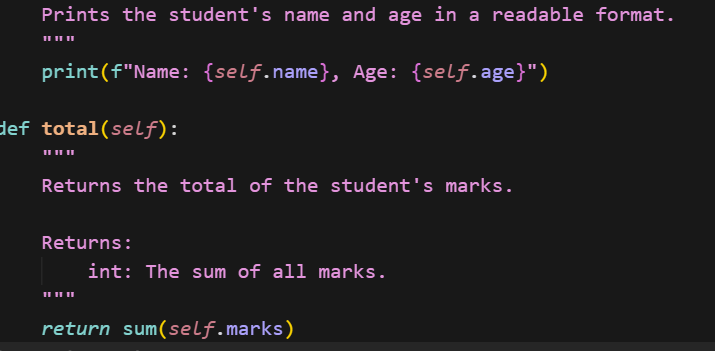 Prints the student's name and age in a readable format.
"""
print(f"Name: {self.name}, Age: {self.age}")
def total(self):
"""
Returns the total of the student's marks.
Returns:
int: The sum of all marks.
"""
return sum(self.marks)